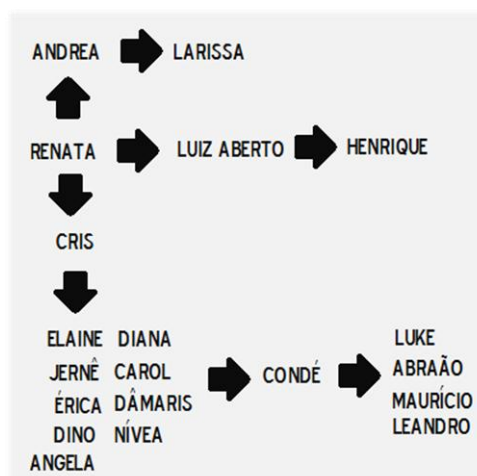 ANDREA LARISSA
RENATA LUIZ ABERTO HENRIQUE
CRIS
ELAINE DIANA
JERNÊ CAROL
ÉRICA DÂMARIS
DINO NÍVEA
ANGELA
CONDÉ
LUKE
ABRAÃO
MAURÍCIO
LEANDRO